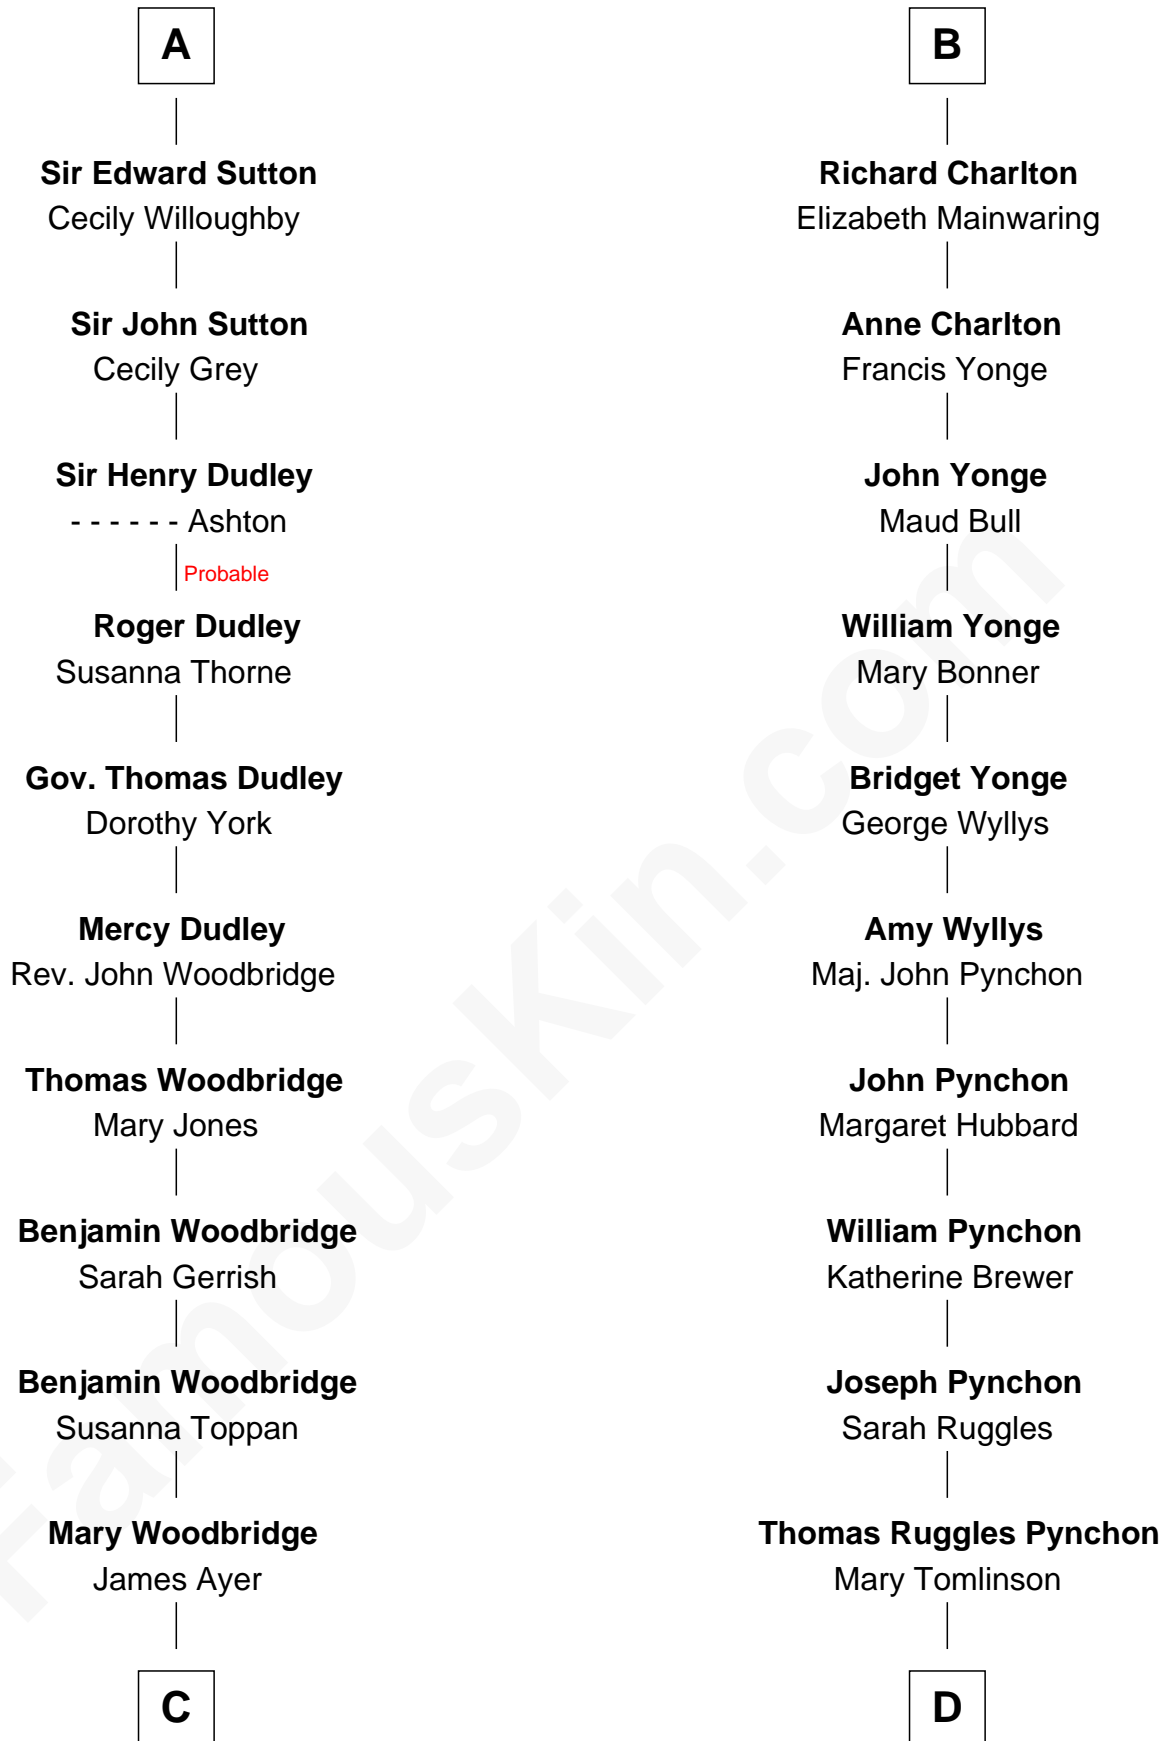 A
Sir Edward Sutton
Cecily Willoughby
Sir John Sutton
Cecily Grey
Sir Henry Dudley
- - - - - - Ashton
Probable
Roger Dudley
Susanna Thorne
Gov. Thomas Dudley
Dorothy York
Mercy Dudley
Rev. John Woodbridge
Thomas Woodbridge
Mary Jones
Benjamin Woodbridge
Sarah Gerrish
Benjamin Woodbridge
Susanna Toppan
Mary Woodbridge
James Ayer
C
B
Richard Charlton
Elizabeth Mainwaring
Anne Charlton
Francis Yonge
John Yonge
Maud Bull
William Yonge
Mary Bonner
Bridget Yonge
George Wyllys
Amy Wyllys
Maj. John Pynchon
John Pynchon
Margaret Hubbard
William Pynchon
Katherine Brewer
Joseph Pynchon
Sarah Ruggles
Thomas Ruggles Pynchon
Mary Tomlinson
D
FamousKin.com